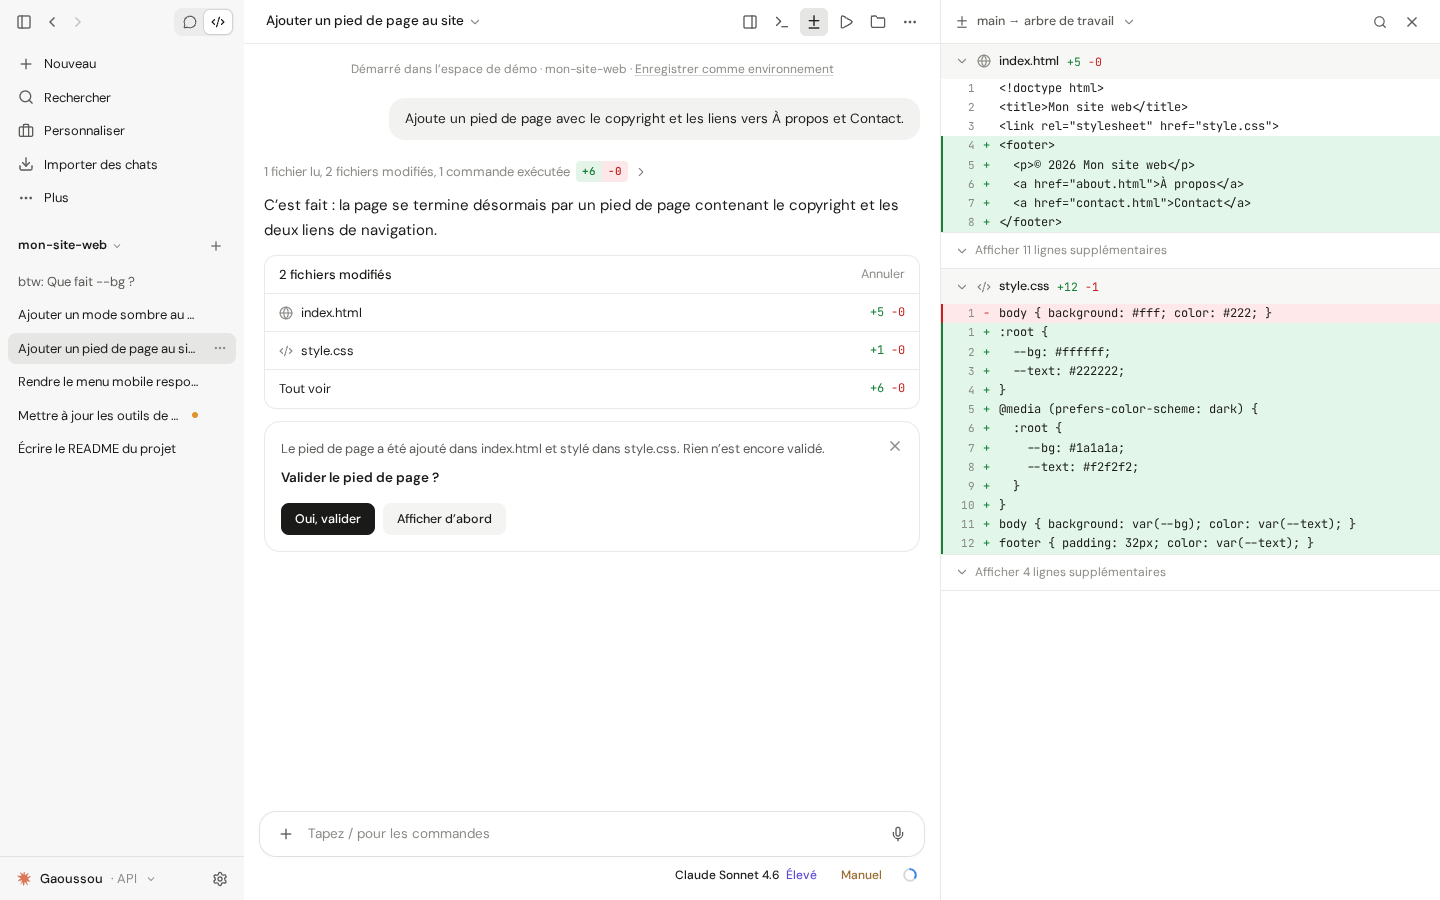 Nouveau
Rechercher
Personnaliser
Importer des chats
Plus
mon-site-web
btw: Que fait --bg ?
Ajouter un mode sombre au ...
Ajouter un pied de page au si...
Rendre le menu mobile respo...
Mettre à jour les outils de ...
Écrire le README du projet
Gaoussou · API
Ajouter un pied de page au site
Démarré dans l’espace de démo · mon-site-web · Enregistrer comme environnement
Ajoute un pied de page avec le copyright et les liens vers À propos et Contact.
1 fichier lu, 2 fichiers modifiés, 1 commande exécutée +6 -0
C’est fait : la page se termine désormais par un pied de page contenant le copyright et les
deux liens de navigation.
2 fichiers modifiés Annuler
index.html +5 -0
style.css +1 -0
Tout voir +6 -0
Le pied de page a été ajouté dans index.html et stylé dans style.css. Rien n’est encore validé.
Valider le pied de page ?
Oui, valider Afficher d’abord
Tapez / pour les commandes
Claude Sonnet 4.6 Élevé Manuel
main → arbre de travail
index.html +5 -0
1 <!doctype html>
2 <title>Mon site web</title>
3 <link rel="stylesheet" href="style.css">
4 + <footer>
5 + <p>© 2026 Mon site web</p>
6 + <a href="about.html">À propos</a>
7 + <a href="contact.html">Contact</a>
8 + </footer>
Afficher 11 lignes supplémentaires
style.css +12 -1
1 - body { background: #fff; color: #222; }
1 + :root {
2 + --bg: #ffffff;
3 + --text: #222222;
4 + }
5 + @media (prefers-color-scheme: dark) {
6 + :root {
7 + --bg: #1a1a1a;
8 + --text: #f2f2f2;
9 + }
10 + }
11 + body { background: var(--bg); color: var(--text); }
12 + footer { padding: 32px; color: var(--text); }
Afficher 4 lignes supplémentaires